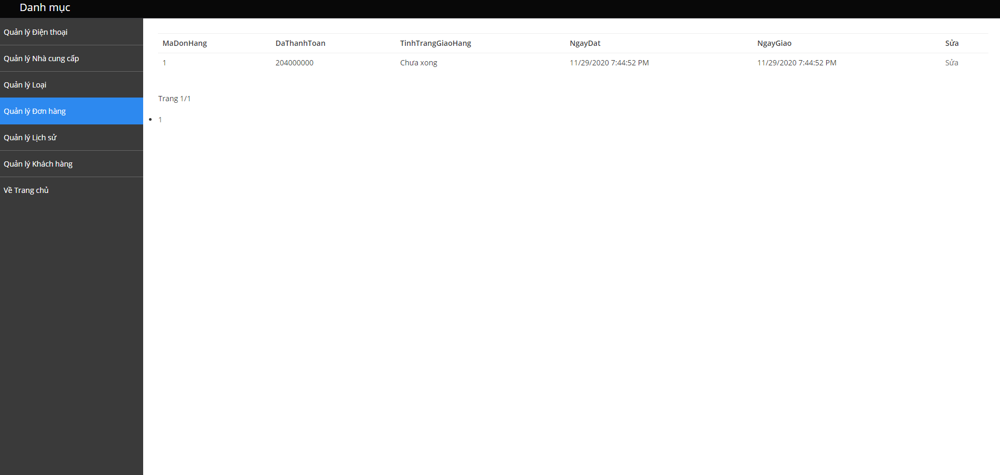 Danh mục
Quản lý Điện thoại
Quản lý Nhà cung cấp
Quản lý Loại
Quản lý Đơn hàng
Quản lý Lịch sử
Quản lý Khách hàng
Về Trang chủ
MaDonHang DaThanhToan TinhTrangGiaoHang NgayDat NgayGiao Sửa
1 204000000 Chưa xong 11/29/2020 7:44:52 PM 11/29/2020 7:44:52 PM Sửa
Trang 1/1
1